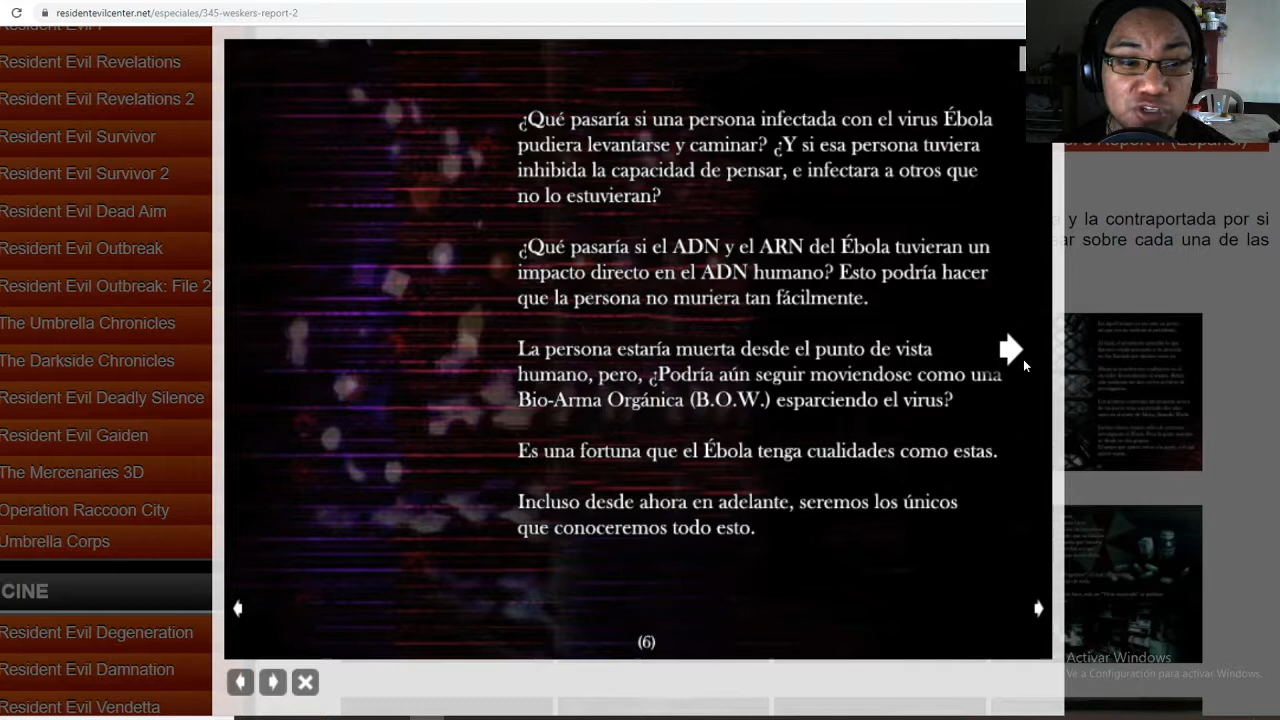 residentevilcenter.net/especiales/345-weskers-report-2
Resident Evil Revelations
Resident Evil Revelations 2
Resident Evil Survivor
Resident Evil Survivor 2
Resident Evil Dead Aim
Resident Evil Outbreak
Resident Evil Outbreak: File 2
The Umbrella Chronicles
The Darkside Chronicles
Resident Evil Deadly Silence
Resident Evil Gaiden
The Mercenaries 3D
Operation Raccoon City
Umbrella Corps
CINE
Resident Evil Degeneration
Resident Evil Damnation
Resident Evil Vendetta
¿Qué pasaría si una persona infectada con el virus Ébola
pudiera levantarse y caminar? ¿Y si esa persona tuviera
inhibida la capacidad de pensar, e infectara a otros que
no lo estuvieran?
¿Qué pasaría si el ADN y el ARN del Ébola tuvieran un
impacto directo en el ADN humano? Esto podría hacer
que la persona no muriera tan fácilmente.
La persona estaría muerta desde el punto de vista
humano, pero, ¿Podría aún seguir moviendose como una
Bio-Arma Orgánica (B.O.W.) esparciendo el virus?
Es una fortuna que el Ébola tenga cualidades como estas.
Incluso desde ahora en adelante, seremos los únicos
que conoceremos todo esto.
(6)
Report II (Español)
y la contraportada por si
sobre cada una de las
Activar Windows
Ve a Configuración para activar Windows.